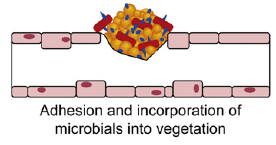 Adhesion and incorporation of
microbials into vegetation